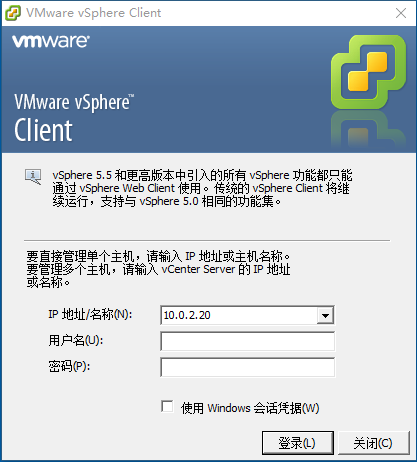 VMware vSphere Client
vmware®
VMware vSphere™
Client
vSphere 5.5 和更高版本中引入的所有 vSphere 功能都只能
通过 vSphere Web Client 使用。传统的 vSphere Client 将继
续运行，支持与 vSphere 5.0 相同的功能集。
要直接管理单个主机，请输入 IP 地址或主机名称。
要管理多个主机，请输入 vCenter Server 的 IP 地址
或名称。
IP 地址/名称(N): 10.0.2.20
用户名(U):
密码(P):
使用 Windows 会话凭据(W)
登录(L) 关闭(C)